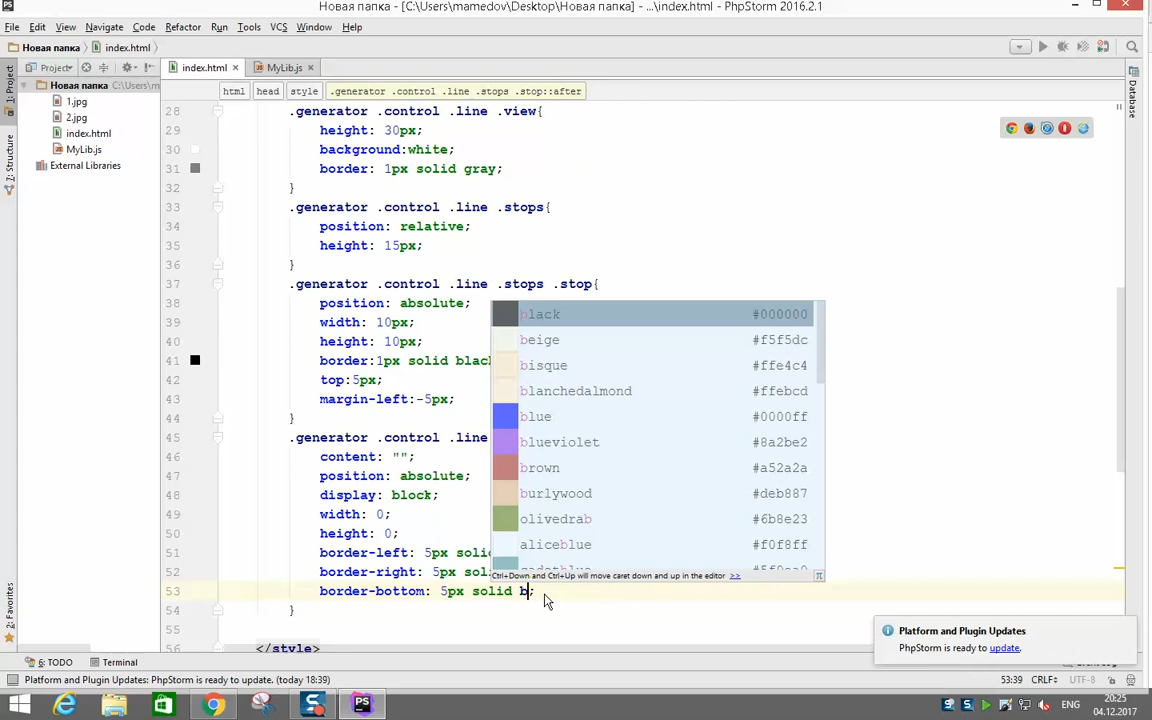 Новая папка - [C:\Users\mamedov\Desktop\Новая папка] - ...\index.html - PhpStorm 2016.2.1
File Edit View Navigate Code Refactor Run Tools VCS Window Help
Новая папка index.html
Project index.html MyLib.js
1: Project
7: Structure
2: Favorites
Database
Новая папка C:\Users\m
1.jpg
2.jpg
index.html
MyLib.js
External Libraries
html head style .generator .control .line .stops .stop::after
28 .generator .control .line .view{
29 height: 30px;
30 background:white;
31 border: 1px solid gray;
32 }
33 .generator .control .line .stops{
34 position: relative;
35 height: 15px;
36 }
37 .generator .control .line .stops .stop{
38 position: absolute;
39 width: 10px;
40 height: 10px;
41 border:1px solid blac
42 top:5px;
43 margin-left:-5px;
44 }
45 .generator .control .line
46 content: "";
47 position: absolute;
48 display: block;
49 width: 0;
50 height: 0;
51 border-left: 5px soli
52 border-right: 5px sol
53 border-bottom: 5px solid b;
54 }
55
56 </style>
black #000000
beige #f5f5dc
bisque #ffe4c4
blanchedalmond #ffebcd
blue #0000ff
blueviolet #8a2be2
brown #a52a2a
burlywood #deb887
olivedrab #6b8e23
aliceblue #f0f8ff
Ctrl+Down and Ctrl+Up will move caret down and up in the editor >> π
Platform and Plugin Updates
PhpStorm is ready to update.
6: TODO Terminal
Platform and Plugin Updates: PhpStorm is ready to update. (today 18:39) 53:39 CRLF UTF-8
ENG 20:25
04.12.2017